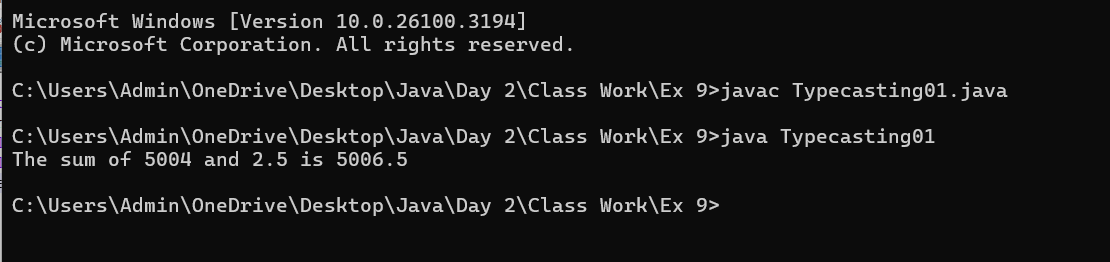 Microsoft Windows [Version 10.0.26100.3194]
(c) Microsoft Corporation. All rights reserved.
C:\Users\Admin\OneDrive\Desktop\Java\Day 2\Class Work\Ex 9>javac Typecasting01.java
C:\Users\Admin\OneDrive\Desktop\Java\Day 2\Class Work\Ex 9>java Typecasting01
The sum of 5004 and 2.5 is 5006.5
C:\Users\Admin\OneDrive\Desktop\Java\Day 2\Class Work\Ex 9>